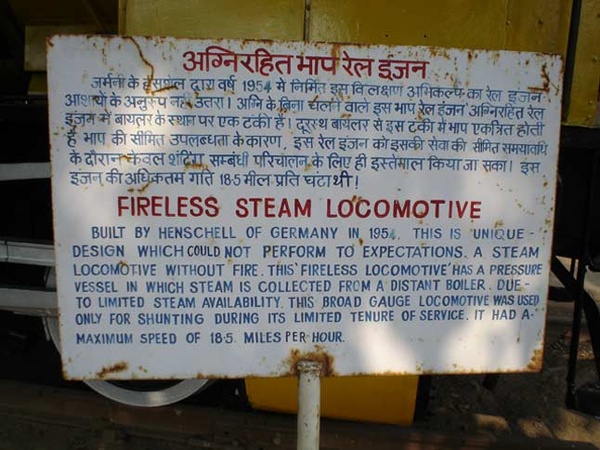 अग्निरहित भाप रेल इंजन
जर्मनी के हेंसचेल द्वारा वर्ष 1954 में निर्मित इस विलक्षण अभिकल्प का रेल इंजन
आशाओं के अनुरूप नहीं उतरा। अग्नि के बिना चलने वाले इस भाप रेल इंजन अग्निरहित रेल
इंजन में बायलर के स्थान पर एक टंकी है। दूरस्थ बायलर से इस टंकी में भाप एकत्रित होती
है भाप की सीमित उपलब्धता के कारण, इस रेल इंजन को इसकी सेवा की सीमित समयावधि
के दौरान केवल शंटिंग सम्बंधी परिचालन के लिए ही इस्तेमाल किया जा सका। इस
इंजन की अधिकतम गति 18·5 मील प्रति घंटा थी।
FIRELESS STEAM LOCOMOTIVE
BUILT BY HENSCHELL OF GERMANY IN 1954, THIS IS UNIQUE-
DESIGN WHICH COULD NOT PERFORM TO EXPECTATIONS. A STEAM
LOCOMOTIVE WITHOUT FIRE. THIS 'FIRELESS LOCOMOTIVE' HAS A PRESSURE
VESSEL IN WHICH STEAM IS COLLECTED FROM A DISTANT BOILER. DUE-
TO LIMITED STEAM AVAILABILITY. THIS BROAD GAUGE LOCOMOTIVE WAS USED
ONLY FOR SHUNTING DURING ITS LIMITED TENURE OF SERVICE. IT HAD A-
MAXIMUM SPEED OF 18·5. MILES PER HOUR.